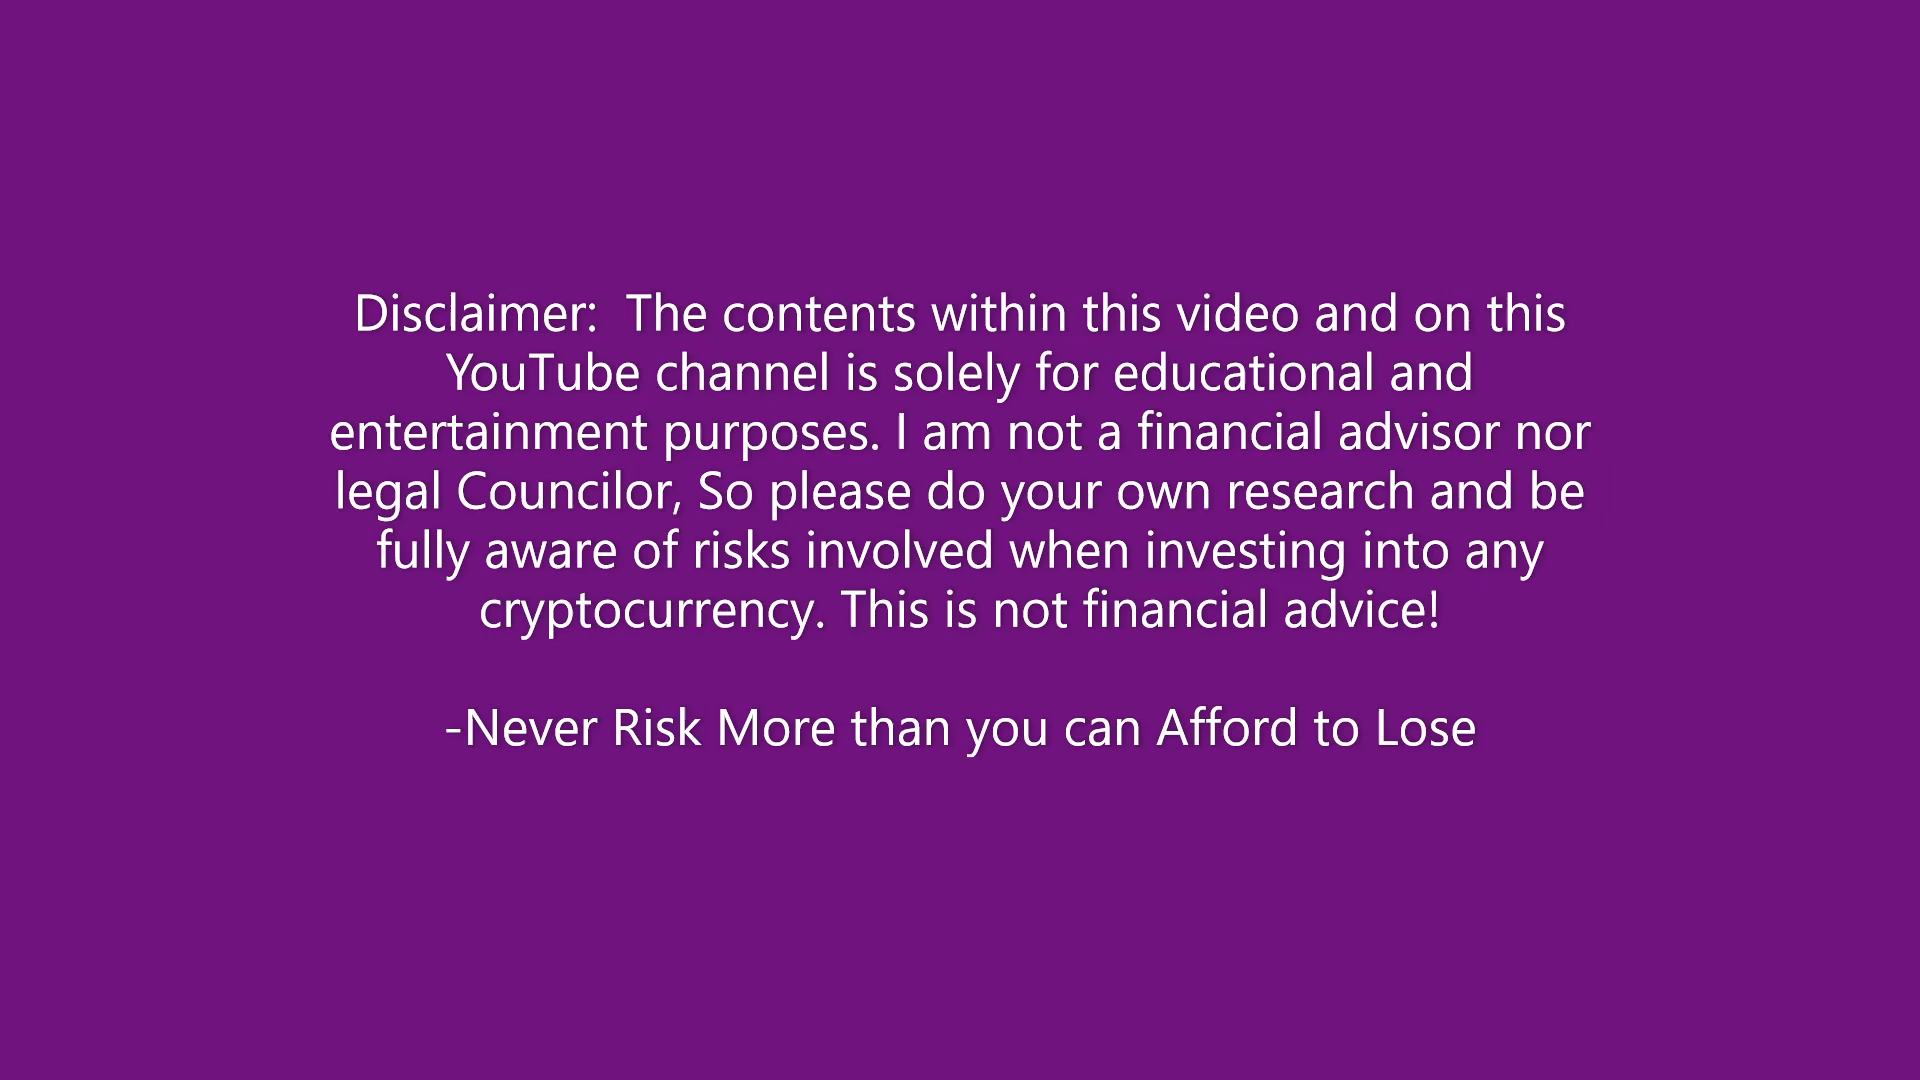 Disclaimer:  The contents within this video and on this
YouTube channel is solely for educational and
entertainment purposes. I am not a financial advisor nor
legal Councilor, So please do your own research and be
fully aware of risks involved when investing into any
cryptocurrency. This is not financial advice!
-Never Risk More than you can Afford to Lose